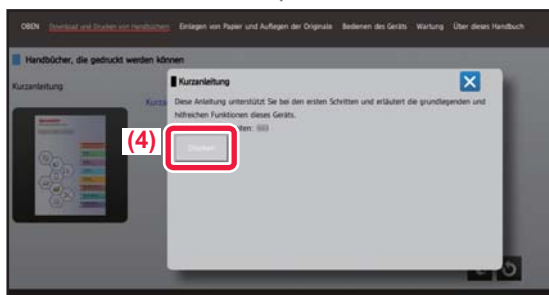 OBEN Download und Drucken von Handbüchern Einlegen von Papier und Auflegen der Originale Bedienen des Geräts Wartung Über dieses Handbuch
Handbücher, die gedruckt werden können
Kurzanleitung
Kurzanleitung
Diese Anleitung unterstützt Sie bei den ersten Schritten und erläutert die grundlegenden und
hilfreichen Funktionen dieses Geräts.
(4)
Drucken